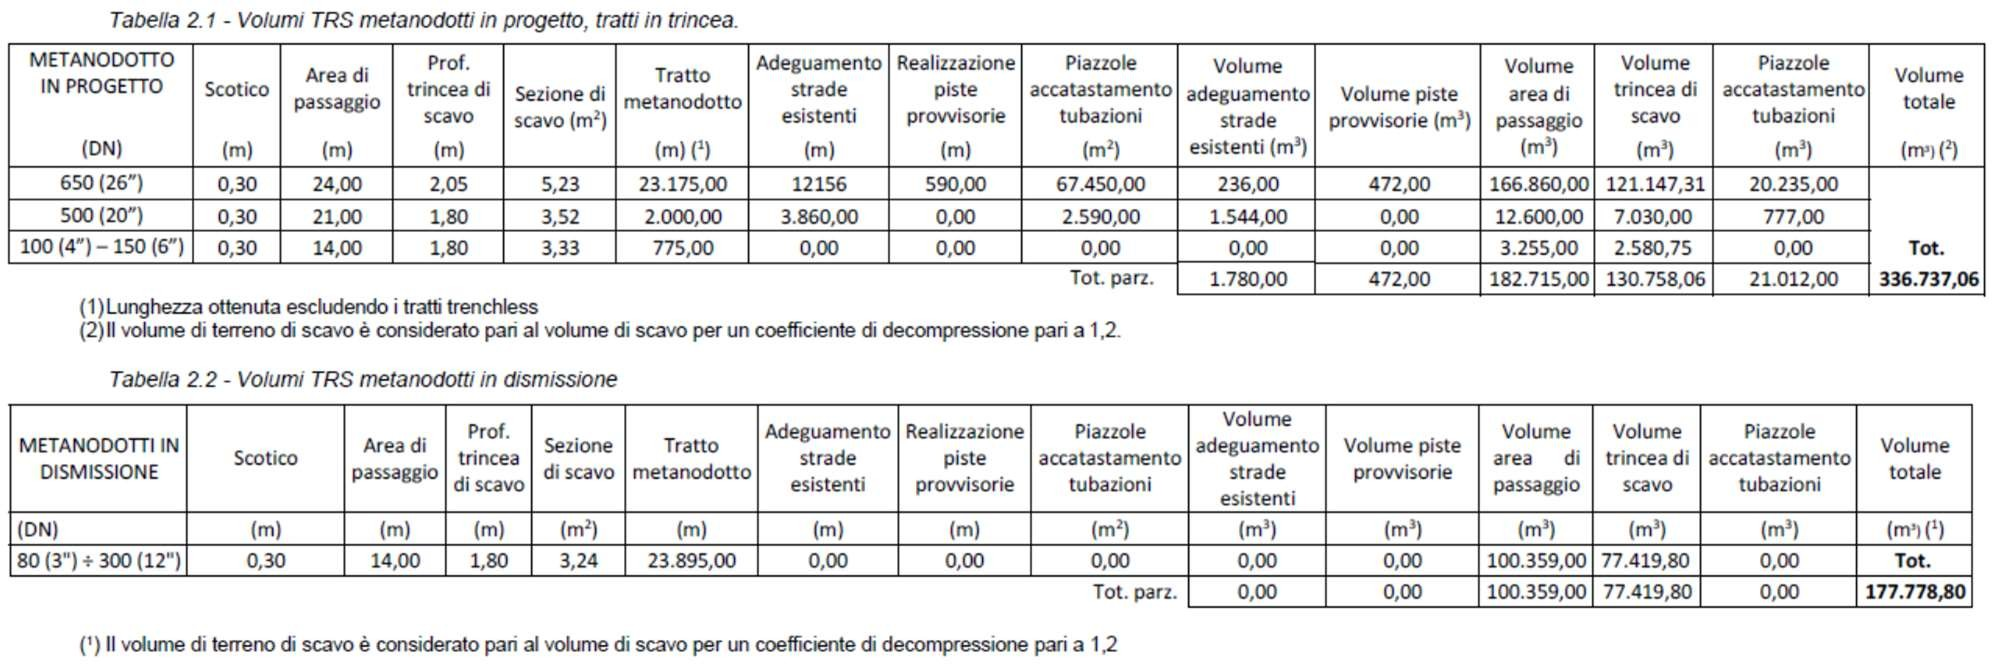 Tabella 2.1 - Volumi TRS metanodotti in progetto, tratti in trincea.
METANODOTTO IN PROGETTO (DN) | Scotico (m) | Area di passaggio (m) | Prof. trincea di scavo (m) | Sezione di scavo (m²) | Tratto metanodotto (m) (¹) | Adeguamento strade esistenti (m) | Realizzazione piste provvisorie (m) | Piazzole accatastamento tubazioni (m²) | Volume adeguamento strade esistenti (m³) | Volume piste provvisorie (m³) | Volume area di passaggio (m³) | Volume trincea di scavo (m³) | Piazzole accatastamento tubazioni (m³) | Volume totale (m³) (²)
650 (26”) | 0,30 | 24,00 | 2,05 | 5,23 | 23.175,00 | 12156 | 590,00 | 67.450,00 | 236,00 | 472,00 | 166.860,00 | 121.147,31 | 20.235,00
500 (20”) | 0,30 | 21,00 | 1,80 | 3,52 | 2.000,00 | 3.860,00 | 0,00 | 2.590,00 | 1.544,00 | 0,00 | 12.600,00 | 7.030,00 | 777,00
100 (4”) – 150 (6”) | 0,30 | 14,00 | 1,80 | 3,33 | 775,00 | 0,00 | 0,00 | 0,00 | 0,00 | 0,00 | 3.255,00 | 2.580,75 | 0,00 | Tot.
Tot. parz. | 1.780,00 | 472,00 | 182.715,00 | 130.758,06 | 21.012,00 | 336.737,06
(1)Lunghezza ottenuta escludendo i tratti trenchless
(2)Il volume di terreno di scavo è considerato pari al volume di scavo per un coefficiente di decompressione pari a 1,2.
Tabella 2.2 - Volumi TRS metanodotti in dismissione
METANODOTTI IN DISMISSIONE | Scotico | Area di passaggio | Prof. trincea di scavo | Sezione di scavo | Tratto metanodotto | Adeguamento strade esistenti | Realizzazione piste provvisorie | Piazzole accatastamento tubazioni | Volume adeguamento strade esistenti | Volume piste provvisorie | Volume area di passaggio | Volume trincea di scavo | Piazzole accatastamento tubazioni | Volume totale
(DN) | (m) | (m) | (m) | (m²) | (m) | (m) | (m) | (m²) | (m³) | (m³) | (m³) | (m³) | (m³) | (m³) (¹)
80 (3") ÷ 300 (12") | 0,30 | 14,00 | 1,80 | 3,24 | 23.895,00 | 0,00 | 0,00 | 0,00 | 0,00 | 0,00 | 100.359,00 | 77.419,80 | 0,00 | Tot.
Tot. parz. | 0,00 | 0,00 | 100.359,00 | 77.419,80 | 0,00 | 177.778,80
(¹) Il volume di terreno di scavo è considerato pari al volume di scavo per un coefficiente di decompressione pari a 1,2